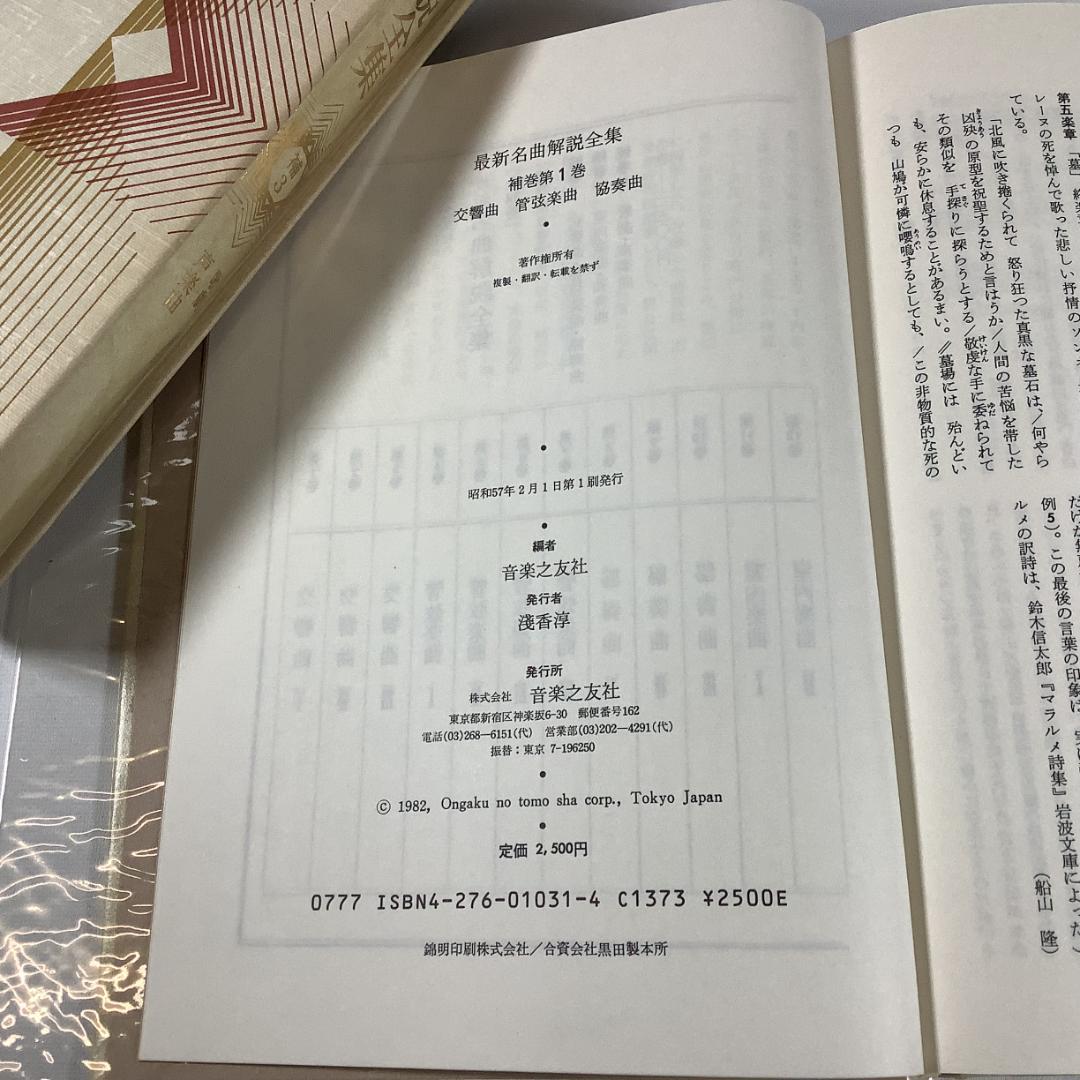 全集
補3
声楽曲
最新名曲解説全集
補巻第1巻
交響曲 管弦楽曲 協奏曲
•
著作権所有
複製・翻訳・転載を禁ず
•
昭和57年2月1日第1刷発行
•
編者
音楽之友社
発行者
淺香淳
発行所
株式会社 音楽之友社
東京都新宿区神楽坂6-30 郵便番号162
電話(03)268—6151(代) 営業部(03)202—4291(代)
振替:東京 7-196250
•
© 1982, Ongaku no tomo sha corp., Tokyo Japan
•
定価 2,500円
0777 ISBN4-276-01031-4 C1373 ¥2500E
錦明印刷株式会社/合資会社黒田製本所
第五楽章「墓」
レーヌの死を悼んで歌った悲しい抒情のソン
ている。
「北風に吹き捲くられて 怒り狂った真黒な墓石は、/何やら
凶殃の原型を祝聖するためと言はうか/人間の苦悩を帯した
その類似を 手探りに探らうとする/敬虔な手に委ねられて
も、安らかに休息することがあるまい。//墓場には 殆んどい
つも 山鳩が可憐に嚶鳴するとしても、/この非物質的な死の
例5)。この最後の言葉の印象は
ルメの訳詩は、鈴木信太郎『マラルメ詩集』岩波文庫によった)
(船山 隆)